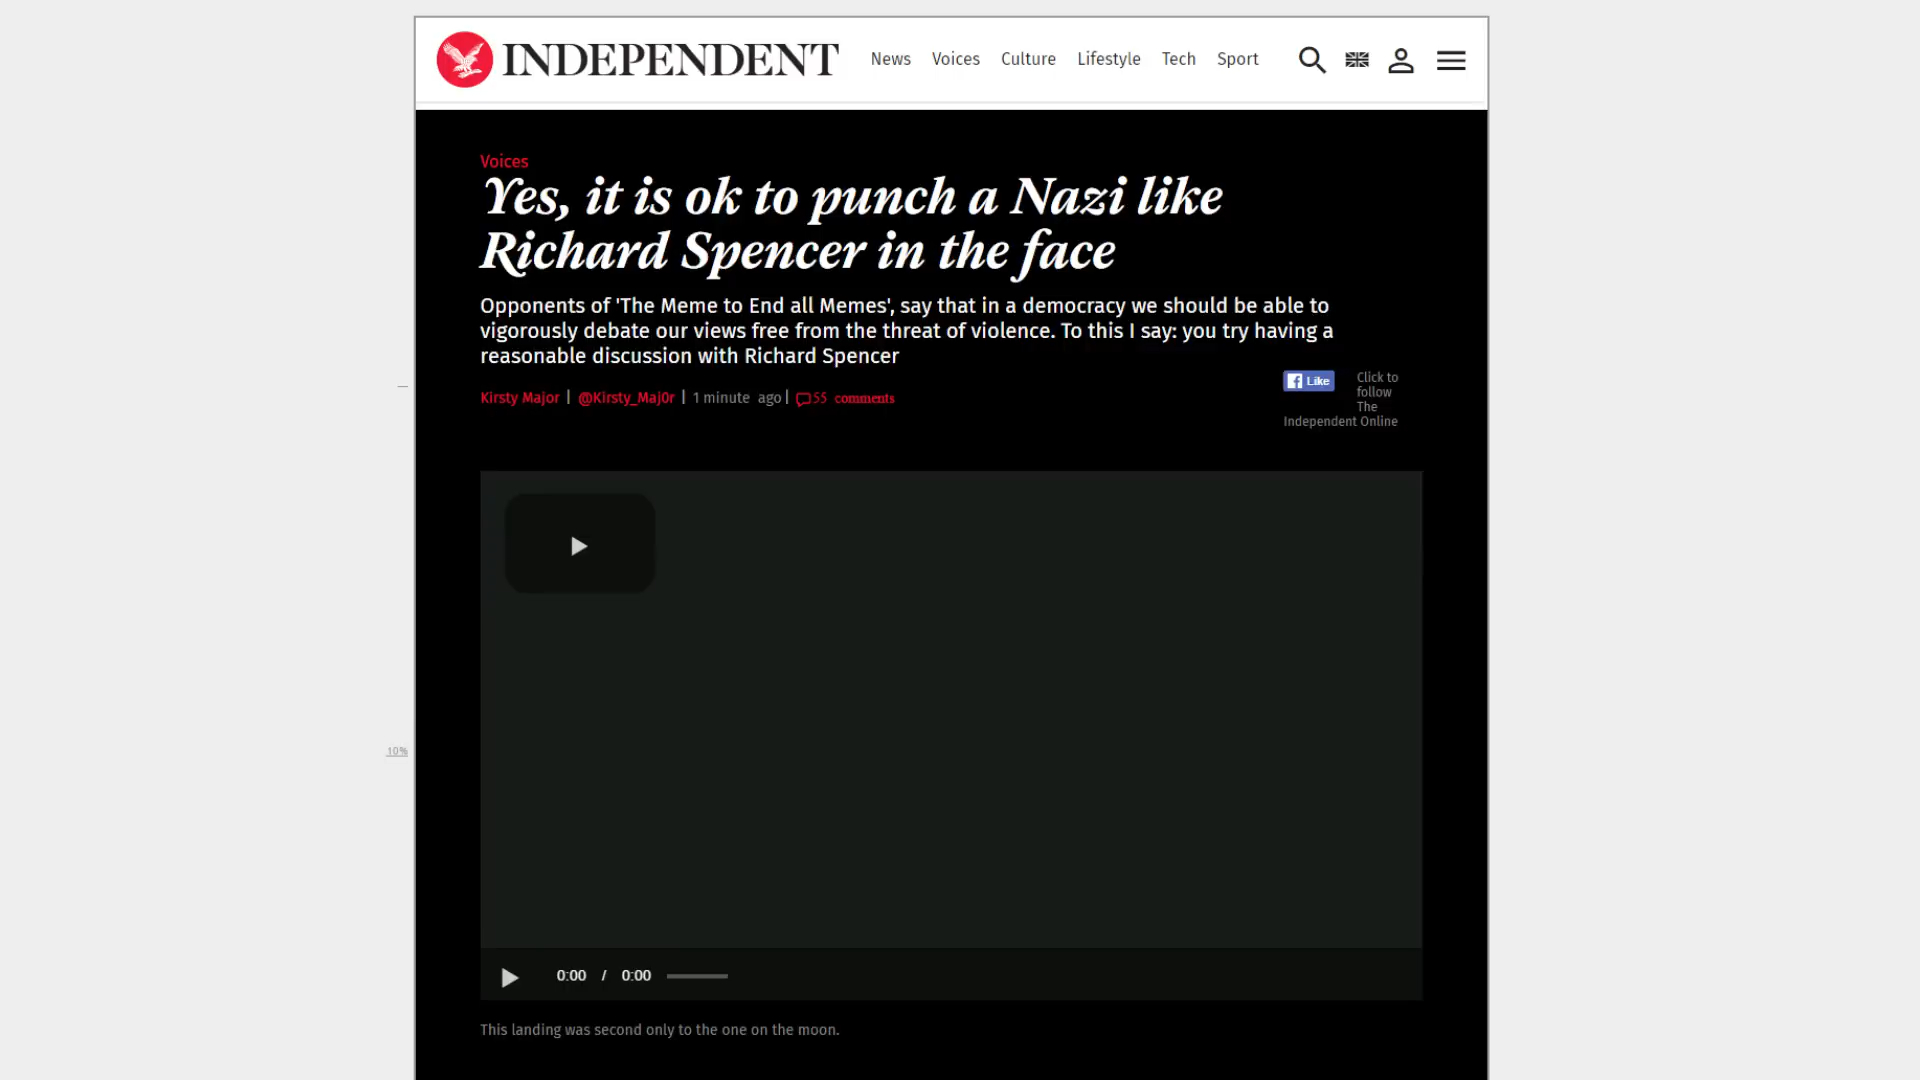 INDEPENDENT
News Voices Culture Lifestyle Tech Sport
Voices
Yes, it is ok to punch a Nazi like
Richard Spencer in the face
Opponents of 'The Meme to End all Memes', say that in a democracy we should be able to
vigorously debate our views free from the threat of violence. To this I say: you try having a
reasonable discussion with Richard Spencer
Kirsty Major | @Kirsty_Maj0r | 1 minute ago | 55 comments
Like
Click to
follow
The
Independent Online
10%
0:00 / 0:00
This landing was second only to the one on the moon.